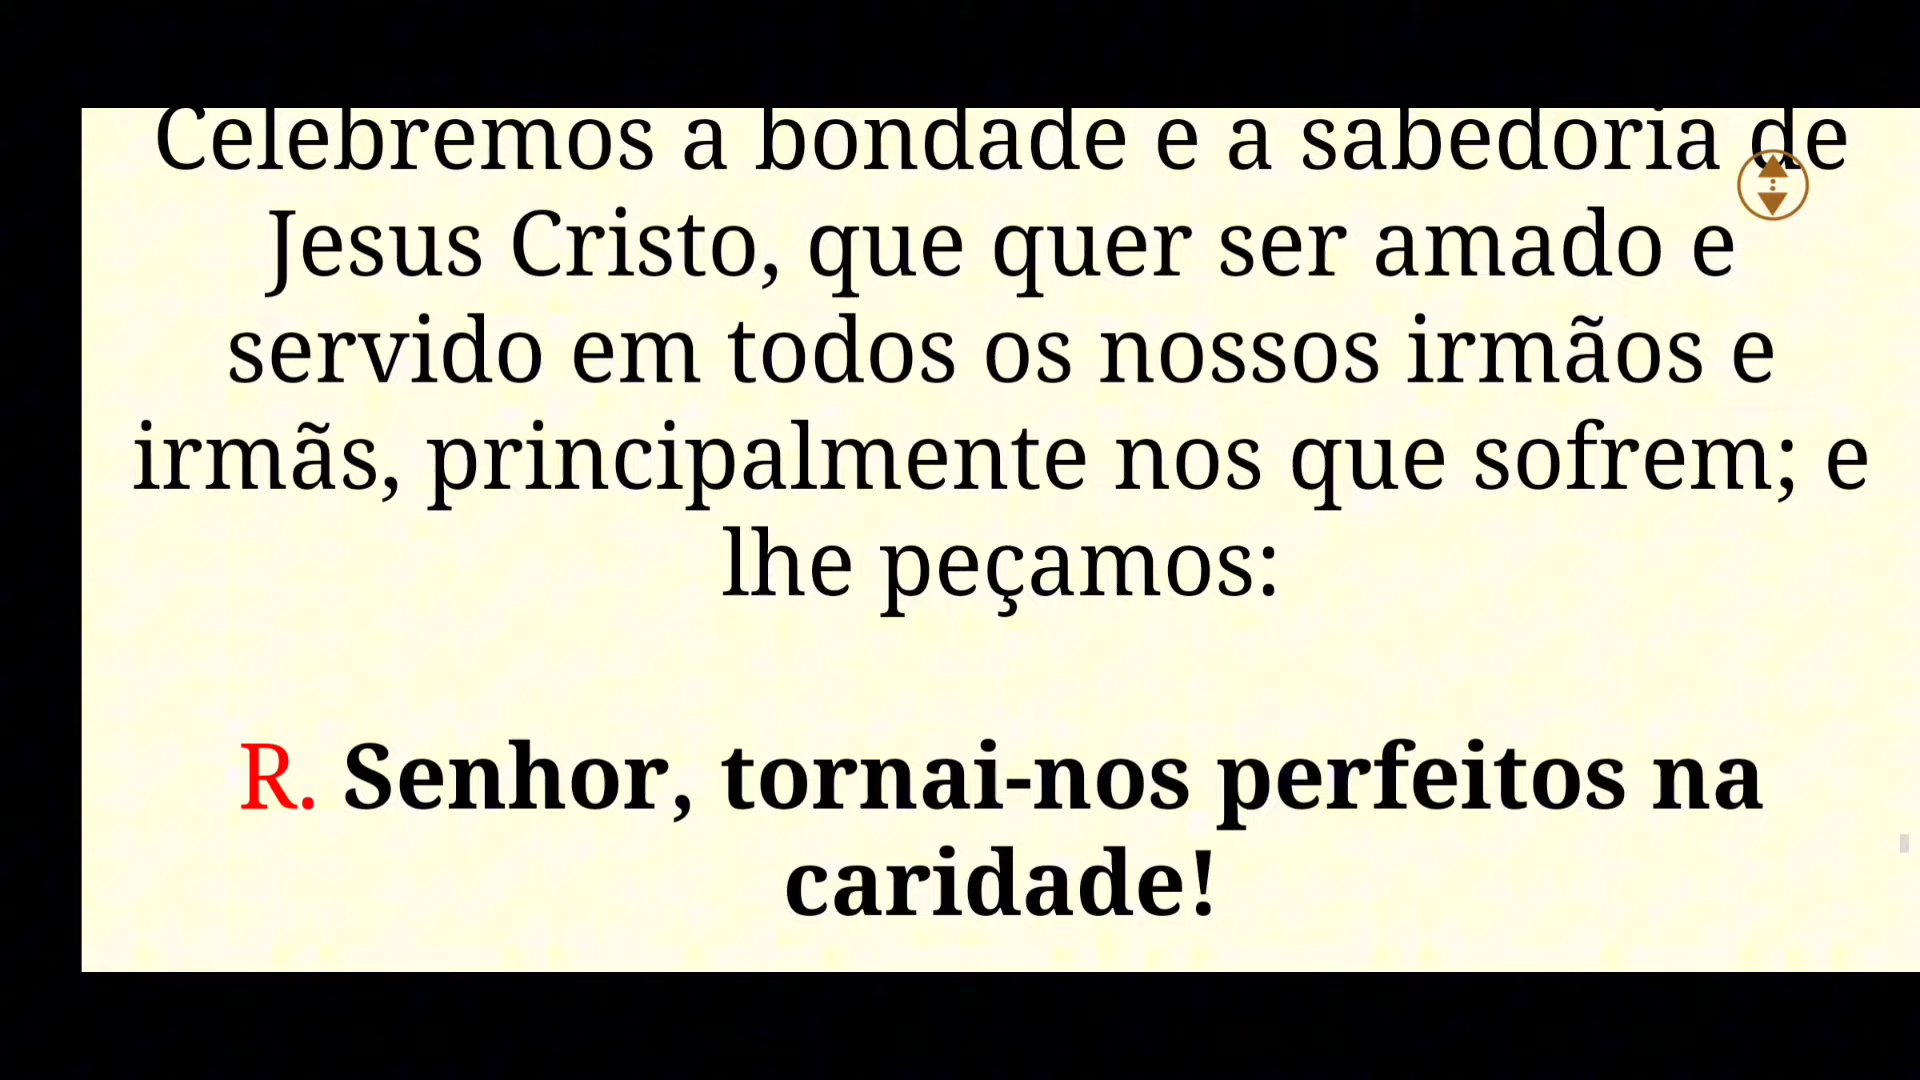 Celebremos a bondade e a sabedoria de
Jesus Cristo, que quer ser amado e
servido em todos os nossos irmãos e
irmãs, principalmente nos que sofrem; e
lhe peçamos:
R. Senhor, tornai-nos perfeitos na
caridade!